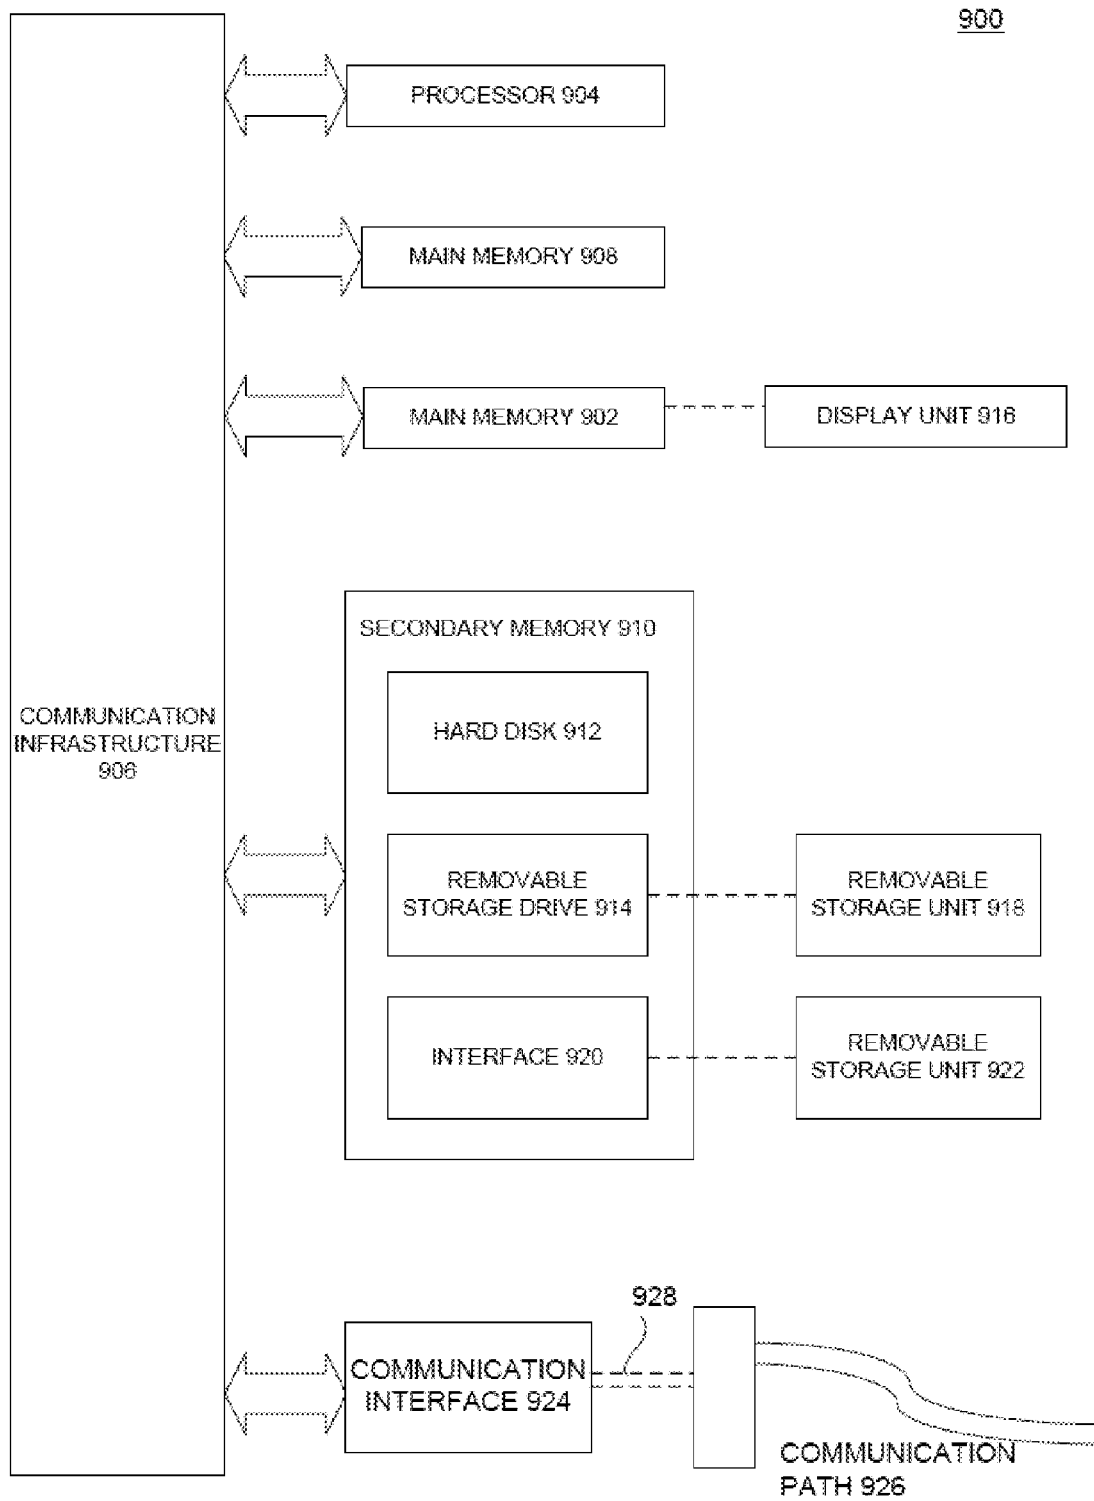 900
PROCESSOR 904
MAIN MEMORY 908
MAIN MEMORY 902
DISPLAY UNIT 916
SECONDARY MEMORY 910
HARD DISK 912
COMMUNICATION
INFRASTRUCTURE
906
REMOVABLE
STORAGE DRIVE 914
REMOVABLE
STORAGE UNIT 918
INTERFACE 920
REMOVABLE
STORAGE UNIT 922
928
COMMUNICATION
INTERFACE 924
COMMUNICATION
PATH 926